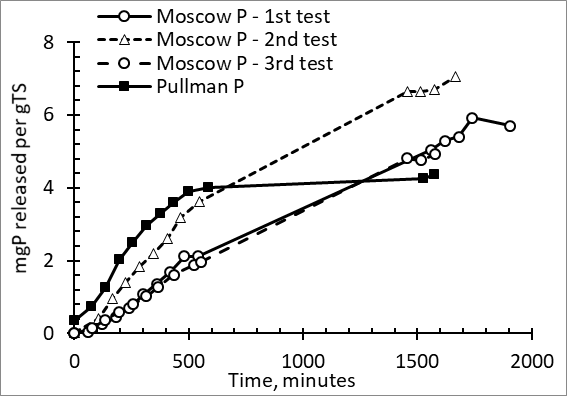 Moscow P - 1st test
Moscow P - 2nd test
Moscow P - 3rd test
Pullman P
mgP released per gTS
8
6
4
2
0
0
500
1000
1500
2000
Time, minutes